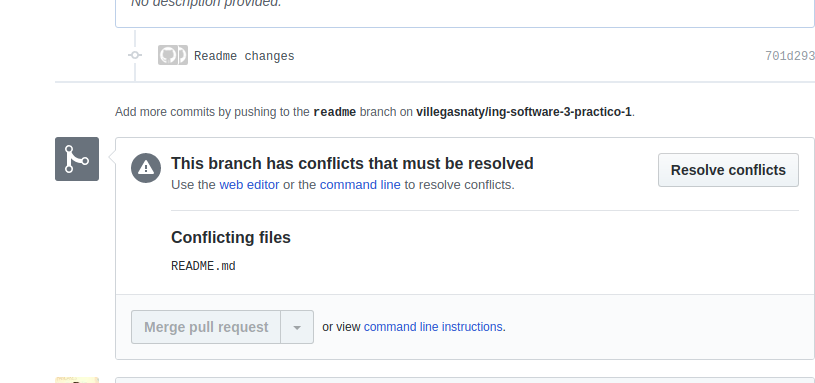 No description provided.
Readme changes 701d293
Add more commits by pushing to the readme branch on villegasnaty/ing-software-3-practico-1.
This branch has conflicts that must be resolved
Use the web editor or the command line to resolve conflicts.
Resolve conflicts
Conflicting files
README.md
Merge pull request or view command line instructions.